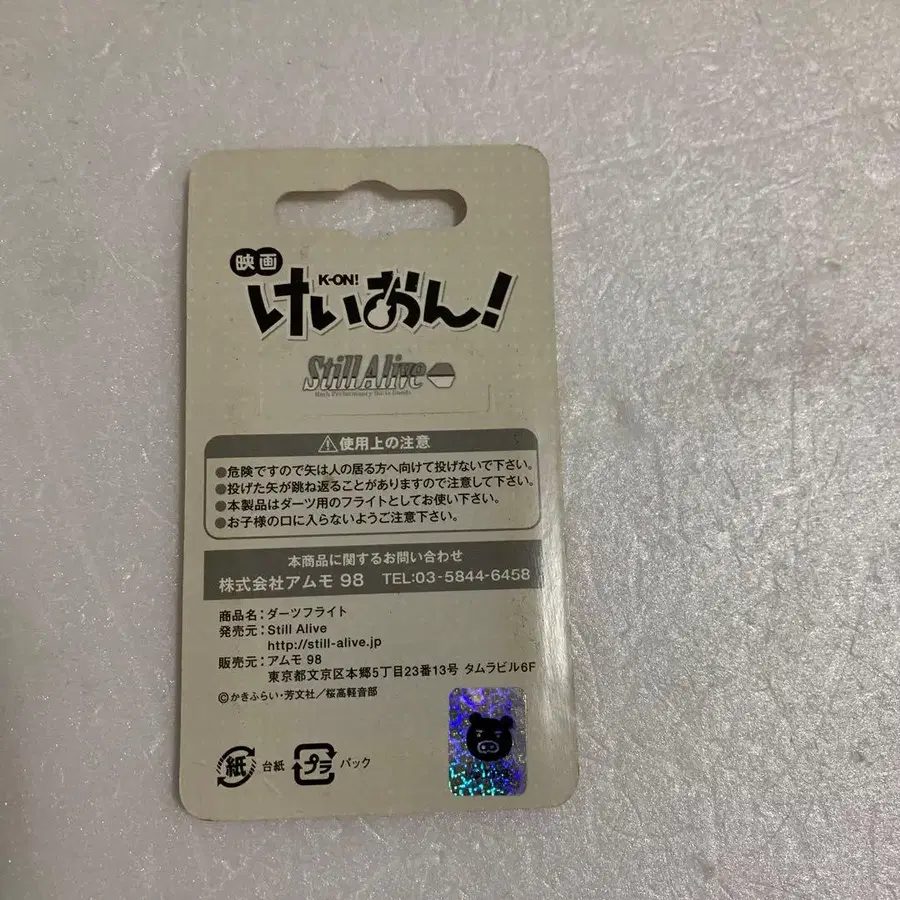 映画
K-ON!
けいおん!
Still Alive
⚠使用上の注意
●危険ですので矢は人の居る方へ向けて投げないで下さい。
●投げた矢が跳ね返ることがありますので注意して下さい。
●本製品はダーツ用のフライトとしてお使い下さい。
●お子様の口に入らないようご注意下さい。
本商品に関するお問い合わせ
株式会社アムモ 98 TEL:03-5844-6458
商品名:ダーツフライト
発売元:Still Alive
http://still-alive.jp
販売元:アムモ 98
東京都文京区本郷5丁目23番13号 タムラビル6F
©かきふらい・芳文社/桜高軽音部
紙 台紙 プラ パック